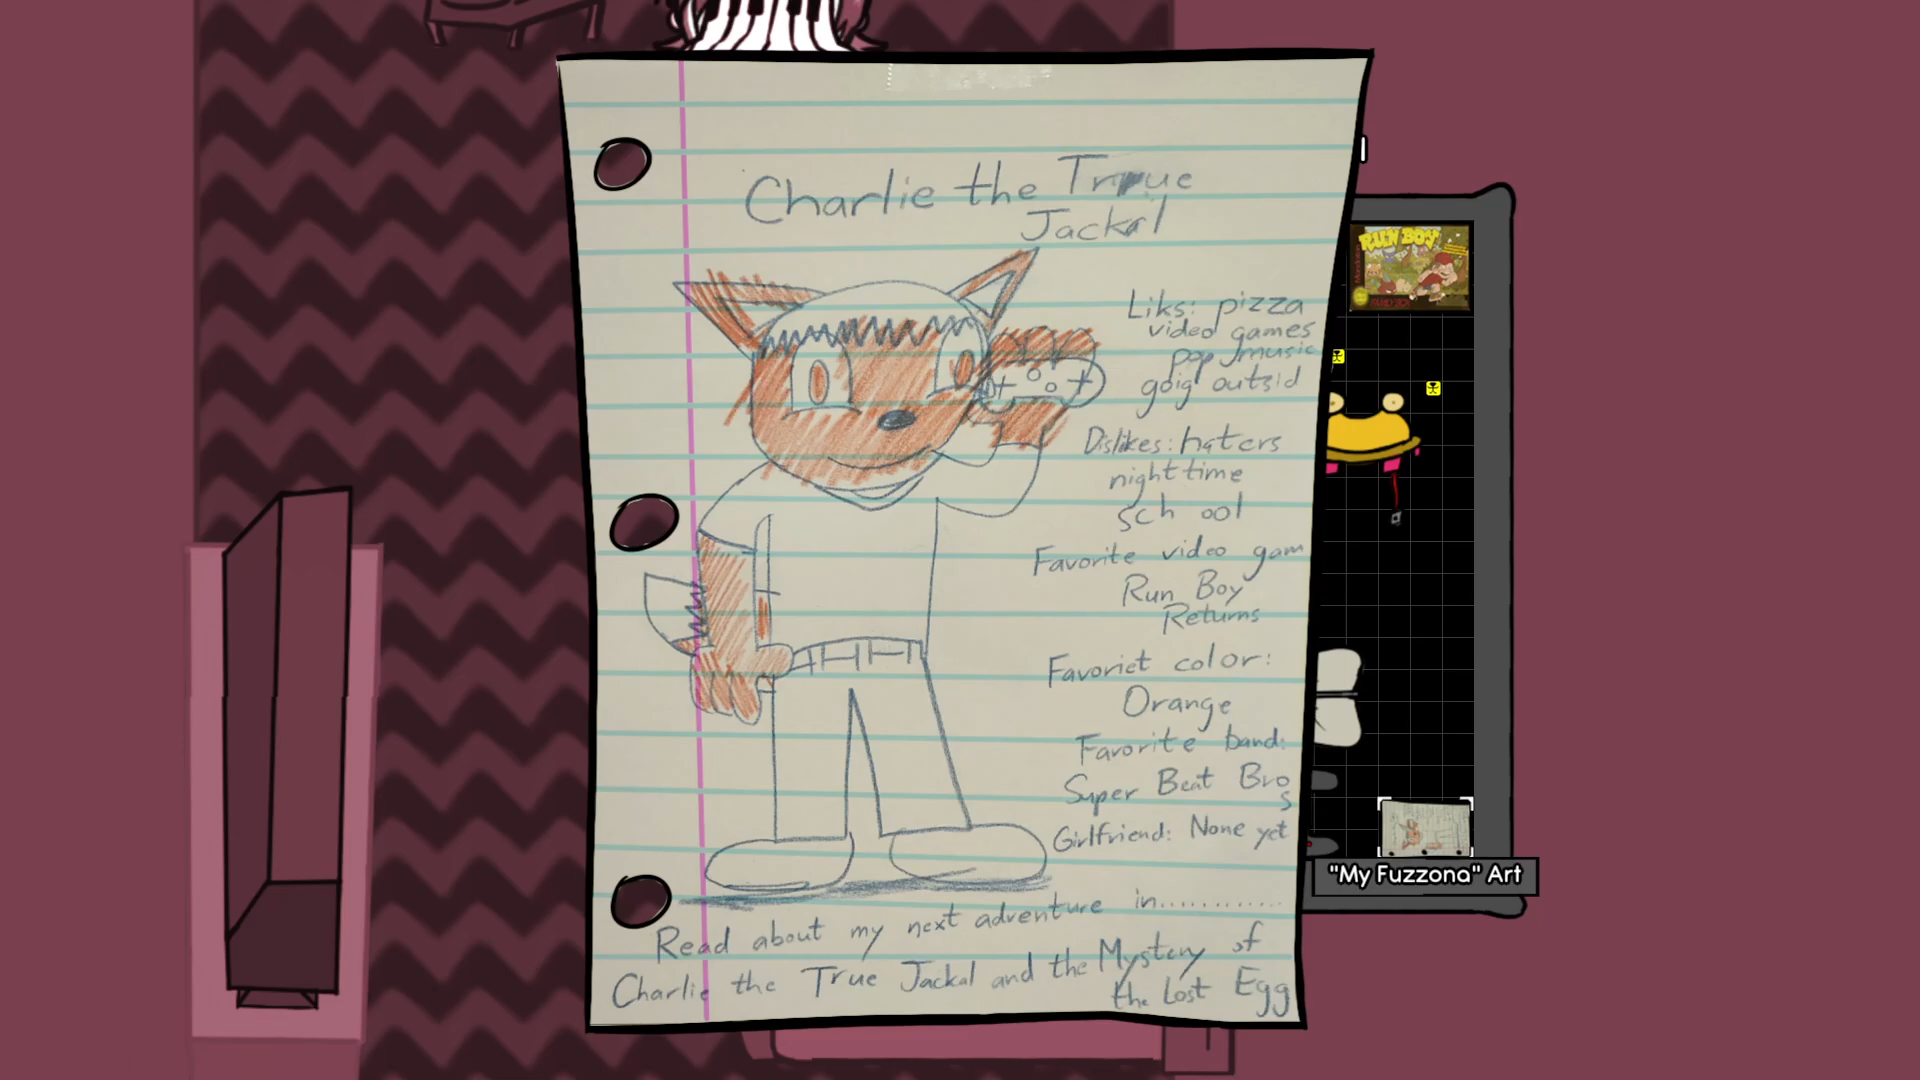 Charlie the True
Jackal
Liks: pizza
video games
pop music
goig outsid
Dislikes: haters
night time
school
Favorite video gam
Run Boy
Returns
Favoriet color:
Orange
Favorite band:
Super Beat Bro
s
Girlfriend: None yet
Read about my next adventure in............
Charlie the True Jackal and the Mystery of
the Lost Egg
RUN BOY
"My Fuzzona" Art